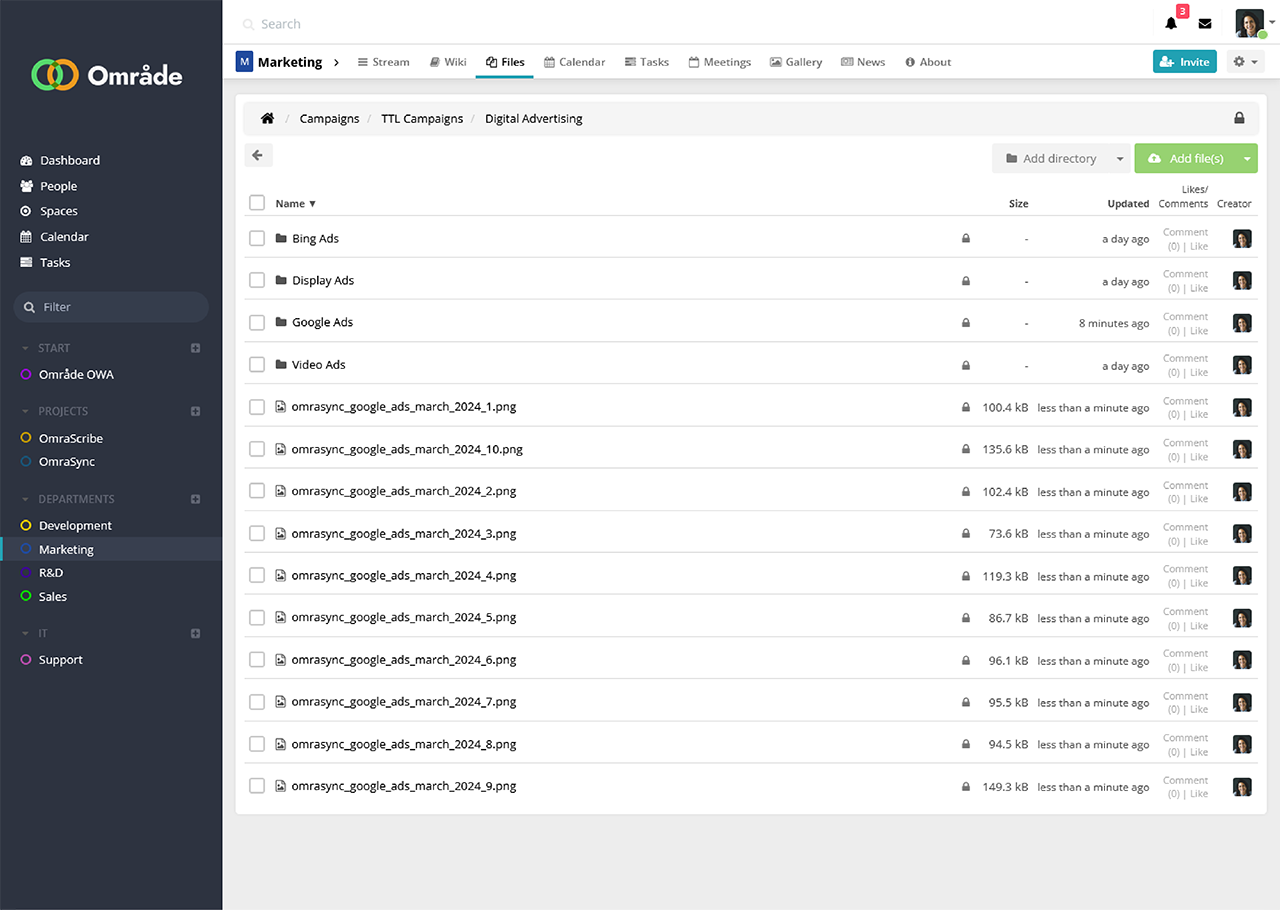 Område
Dashboard
People
Spaces
Calendar
Tasks
Filter
START
Område OWA
PROJECTS
OmraScribe
OmraSync
DEPARTMENTS
Development
Marketing
R&D
Sales
IT
Support
Search
3
M Marketing Stream Wiki Files Calendar Tasks Meetings Gallery News About Invite
/ Campaigns / TTL Campaigns / Digital Advertising
Add directory Add file(s)
Name ▼ Size Updated Likes/
Comments Creator
Bing Ads - a day ago Comment
(0) | Like
Display Ads - a day ago Comment
(0) | Like
Google Ads - 8 minutes ago Comment
(0) | Like
Video Ads - a day ago Comment
(0) | Like
omrasync_google_ads_march_2024_1.png 100.4 kB less than a minute ago Comment
(0) | Like
omrasync_google_ads_march_2024_10.png 135.6 kB less than a minute ago Comment
(0) | Like
omrasync_google_ads_march_2024_2.png 102.4 kB less than a minute ago Comment
(0) | Like
omrasync_google_ads_march_2024_3.png 73.6 kB less than a minute ago Comment
(0) | Like
omrasync_google_ads_march_2024_4.png 119.3 kB less than a minute ago Comment
(0) | Like
omrasync_google_ads_march_2024_5.png 86.7 kB less than a minute ago Comment
(0) | Like
omrasync_google_ads_march_2024_6.png 96.1 kB less than a minute ago Comment
(0) | Like
omrasync_google_ads_march_2024_7.png 95.5 kB less than a minute ago Comment
(0) | Like
omrasync_google_ads_march_2024_8.png 94.5 kB less than a minute ago Comment
(0) | Like
omrasync_google_ads_march_2024_9.png 149.3 kB less than a minute ago Comment
(0) | Like